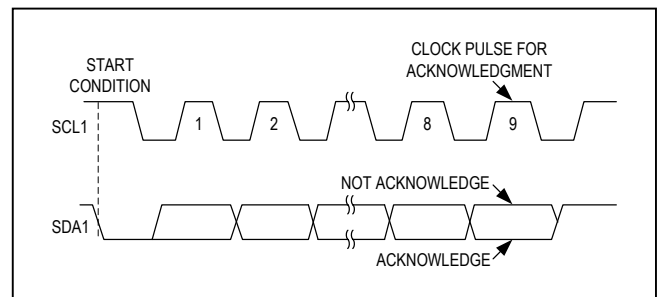 START
CONDITION
CLOCK PULSE FOR
ACKNOWLEDGMENT
SCL1
1
2
8
9
NOT ACKNOWLEDGE
SDA1
ACKNOWLEDGE